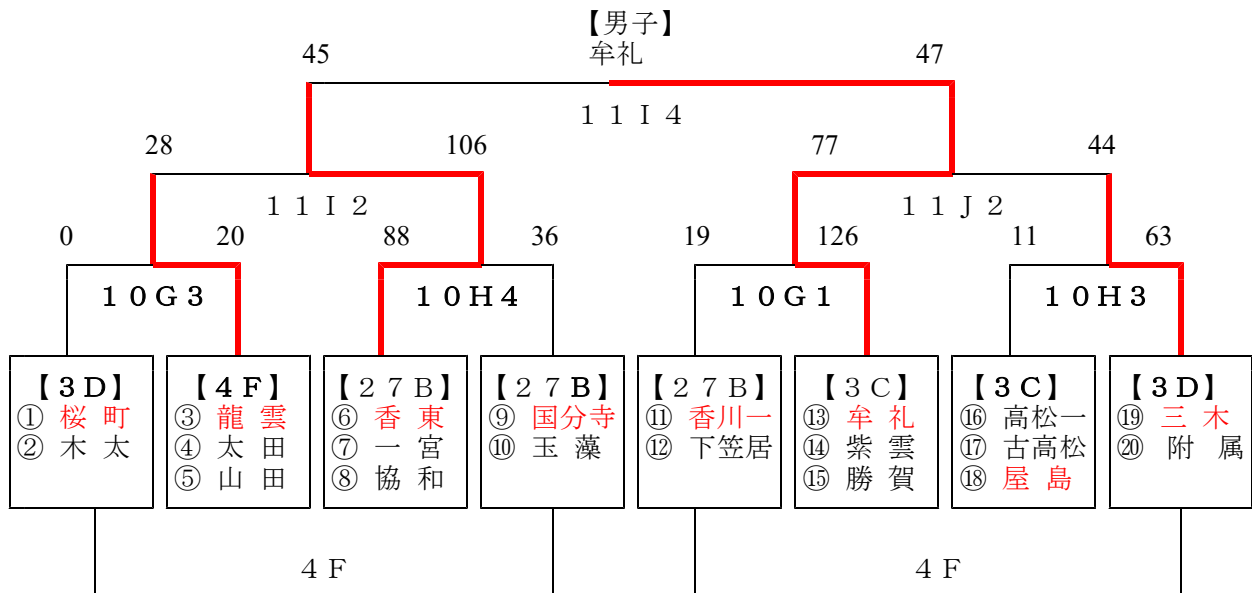 【男子】
45 牟礼 47
１１Ｉ４
28 106 77 44
１１Ｉ２ １１Ｊ２
0 20 88 36 19 126 11 63
１０Ｇ３ １０Ｈ４ １０Ｇ１ １０Ｈ３
【３Ｄ】 【４Ｆ】 【２７Ｂ】 【２７Ｂ】 【２７Ｂ】 【３Ｃ】 【３Ｃ】 【３Ｄ】
① 桜 町 ③ 龍 雲 ⑥ 香 東 ⑨ 国分寺 ⑪ 香川一 ⑬ 牟 礼 ⑯ 高松一 ⑲ 三 木
② 木 太 ④ 太 田 ⑦ 一 宮 ⑩ 玉 藻 ⑫ 下笠居 ⑭ 紫 雲 ⑰ 古高松 ⑳ 附 属
⑤ 山 田 ⑧ 協 和 ⑮ 勝 賀 ⑱ 屋 島
４Ｆ ４Ｆ